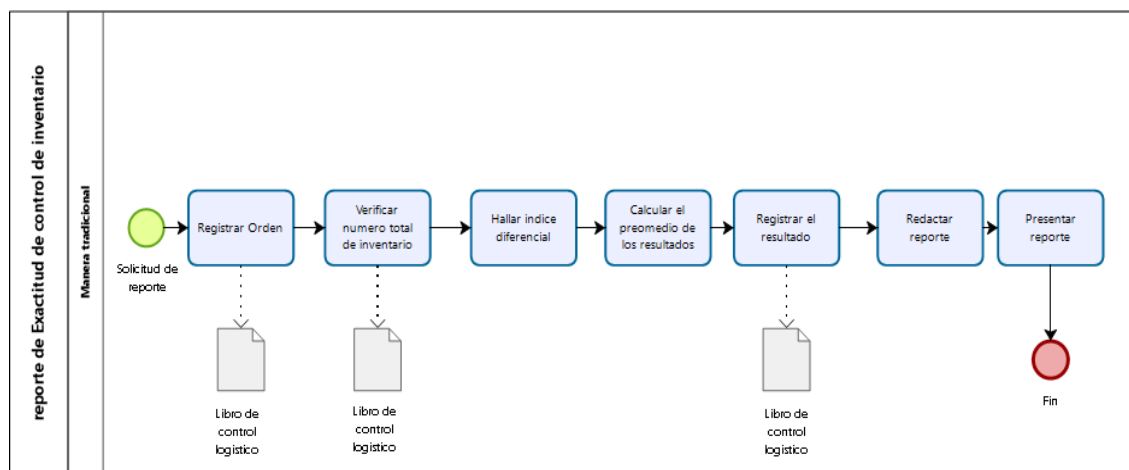 reporte de Exactitud de control de inventario
Manera tradicional
Solicitud de
reporte
Registrar Orden
Verificar
numero total
de inventario
Hallar indice
diferencial
Calcular el
preomedio de
los resultados
Registrar el
resultado
Redactar
reporte
Presentar
reporte
Libro de
control
logistico
Libro de
control
logistico
Libro de
control
logistico
Fin